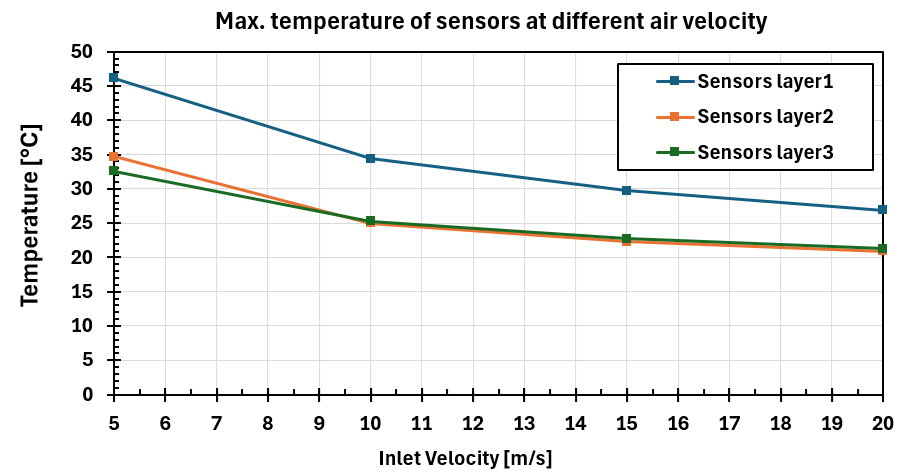 Max. temperature of sensors at different air velocity
50
45
40
35
30
25
20
15
10
5
0
Temperature [°C]
Sensors layer1
Sensors layer2
Sensors layer3
5 6 7 8 9 10 11 12 13 14 15 16 17 18 19 20
Inlet Velocity [m/s]